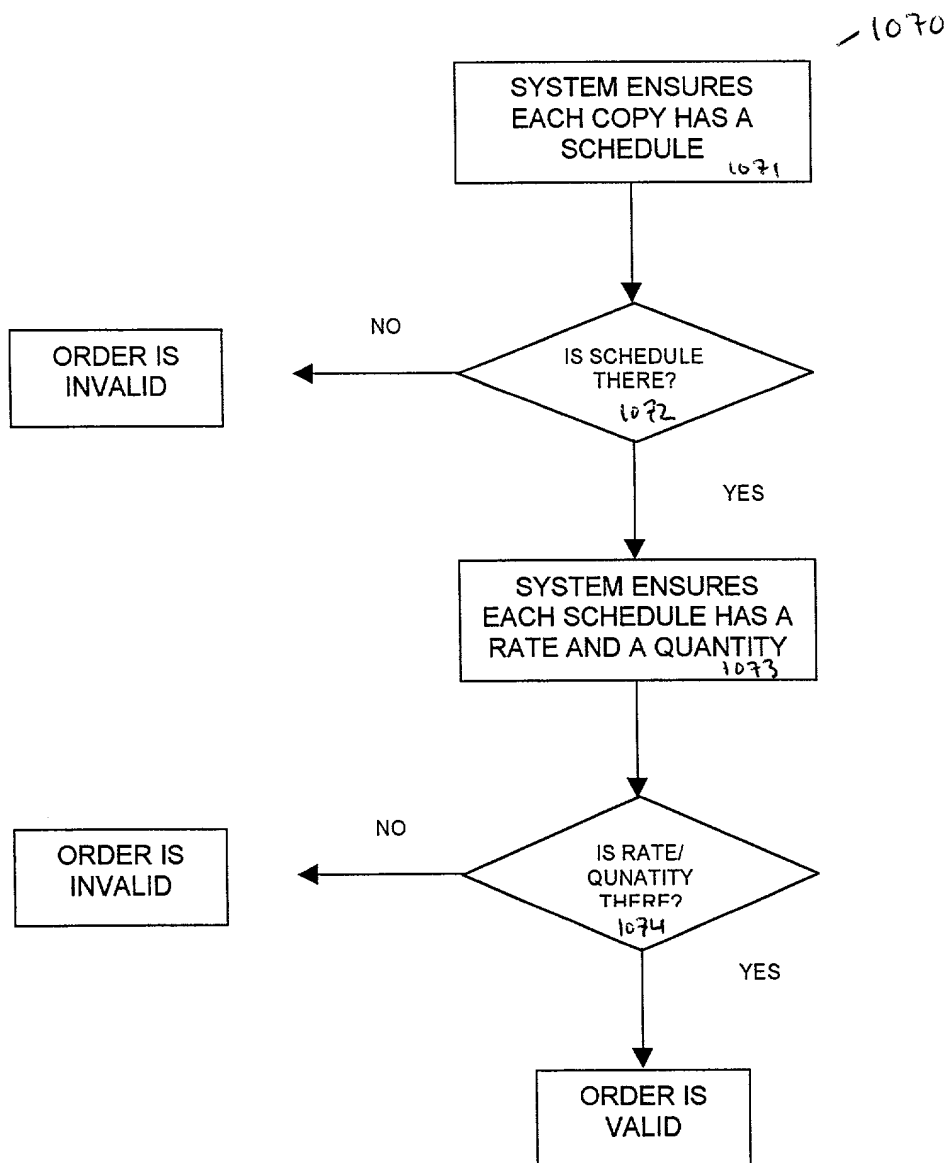 1070
SYSTEM ENSURES
EACH COPY HAS A
SCHEDULE
1071
NO
ORDER IS
INVALID
IS SCHEDULE
THERE?
1072
YES
SYSTEM ENSURES
EACH SCHEDULE HAS A
RATE AND A QUANTITY
1073
NO
ORDER IS
INVALID
IS RATE/
QUNATITY
THERE?
1074
YES
ORDER IS
VALID